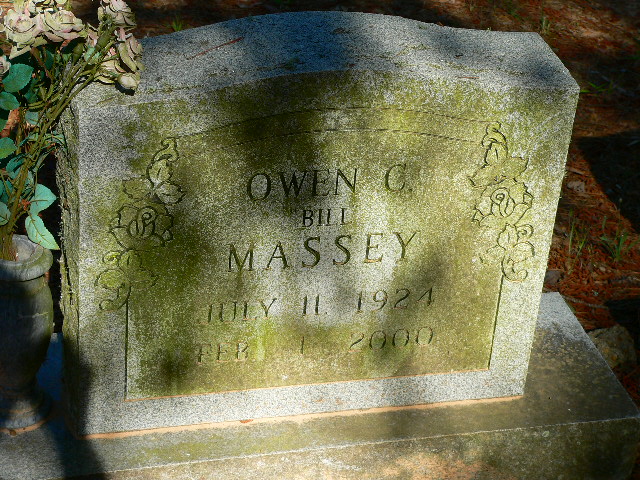 OWEN C.
BILL
MASSEY
JULY 11, 1924
FEB 1, 2000